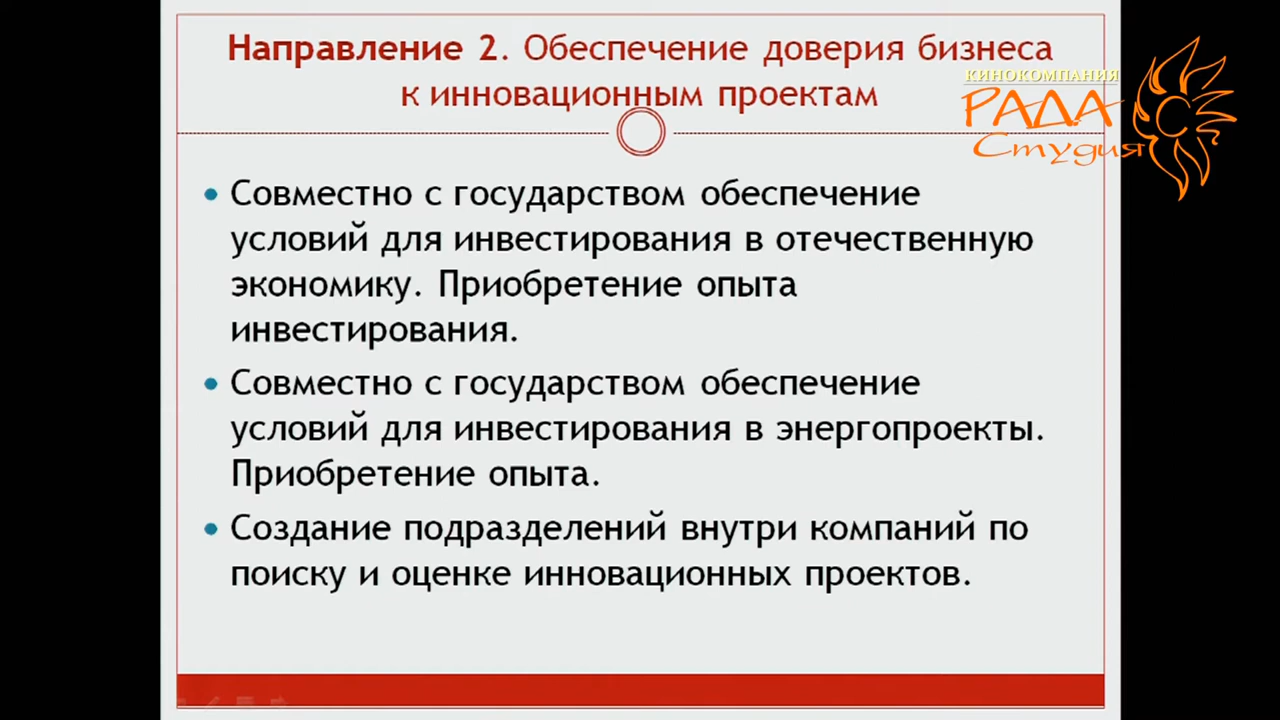 Направление 2. Обеспечение доверия бизнеса
к инновационным проектам
КИНОКОМПАНИЯ
РАДА
Студия
• Совместно с государством обеспечение
условий для инвестирования в отечественную
экономику. Приобретение опыта
инвестирования.
• Совместно с государством обеспечение
условий для инвестирования в энергопроекты.
Приобретение опыта.
• Создание подразделений внутри компаний по
поиску и оценке инновационных проектов.